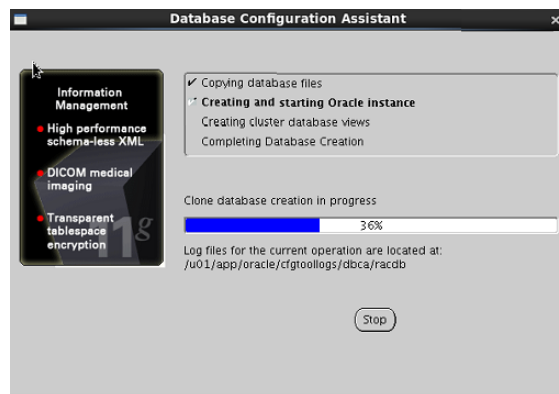 Database Configuration Assistant
Information
Management
High performance
schema-less XML
DICOM medical
imaging
Transparent
tablespace
encryption
11g
Copying database files
Creating and starting Oracle instance
Creating cluster database views
Completing Database Creation
Clone database creation in progress
36%
Log files for the current operation are located at:
/u01/app/oracle/cfgtoollogs/dbca/racdb
Stop